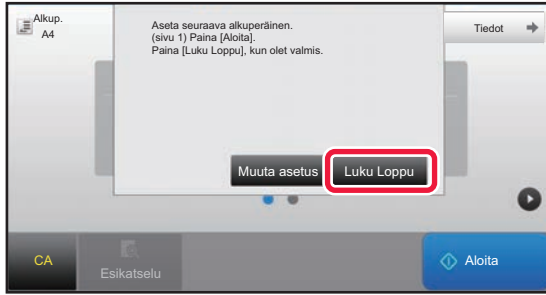 Alkup.
A4
Aseta seuraava alkuperäinen.
(sivu 1) Paina [Aloita].
Paina [Luku Loppu], kun olet valmis.
Tiedot
Muuta asetus
Luku Loppu
CA
Esikatselu
Aloita